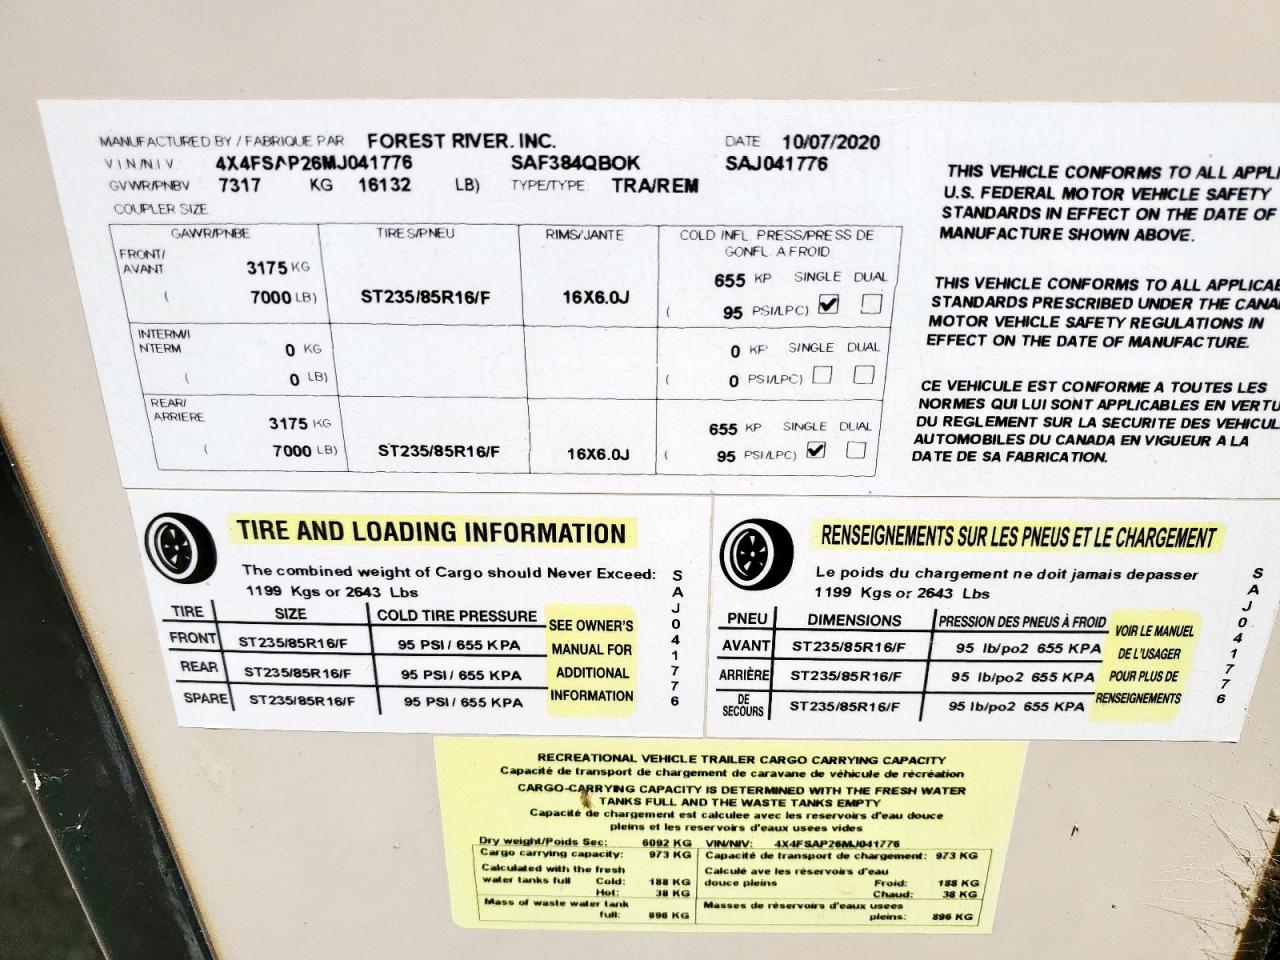 MANUFACTURED BY / FABRIQUE PAR FOREST RIVER. INC. DATE 10/07/2020
V.I.N/N.I.V. 4X4FSAP26MJ041776 SAF384QBOK SAJ041776
GVWR/PNBV 7317 KG 16132 LB) TYPE/TYPE TRA/REM
COUPLER SIZE
GAWR/PNBE TIRES/PNEU RIMS/JANTE COLD INFL PRESS/PRESS DE
GONFL. A FROID
FRONT/
AVANT 3175 KG 655 KP SINGLE DUAL
( 7000 LB) ST235/85R16/F 16X6.0J ( 95 PSI/LPC)
INTERM/I
NTERM 0 KG 0 KP SINGLE DUAL
( 0 LB) ( 0 PSI/LPC)
REAR/
ARRIERE 3175 KG 655 KP SINGLE DUAL
( 7000 LB) ST235/85R16/F 16X6.0J ( 95 PSI/LPC)
THIS VEHICLE CONFORMS TO ALL
U.S. FEDERAL MOTOR VEHICLE SAFETY
STANDARDS IN EFFECT ON THE DATE OF
MANUFACTURE SHOWN ABOVE.
THIS VEHICLE CONFORMS TO ALL
STANDARDS PRESCRIBED UNDER THE
MOTOR VEHICLE SAFETY REGULATIONS IN
EFFECT ON THE DATE OF MANUFACTURE.
CE VEHICULE EST CONFORME A TOUTES LES
NORMES QUI LUI SONT APPLICABLES EN
DU REGLEMENT SUR LA SECURITE DES
AUTOMOBILES DU CANADA EN VIGUEUR A LA
DATE DE SA FABRICATION.
TIRE AND LOADING INFORMATION
The combined weight of Cargo should Never Exceed:
1199 Kgs or 2643 Lbs
TIRE SIZE COLD TIRE PRESSURE
FRONT ST235/85R16/F 95 PSI / 655 KPA
REAR ST235/85R16/F 95 PSI / 655 KPA
SPARE ST235/85R16/F 95 PSI / 655 KPA
SEE OWNER'S
MANUAL FOR
ADDITIONAL
INFORMATION
SAJ041776
RENSEIGNEMENTS SUR LES PNEUS ET LE CHARGEMENT
Le poids du chargement ne doit jamais depasser
1199 Kgs or 2643 Lbs
PNEU DIMENSIONS PRESSION DES PNEUS À FROID
AVANT ST235/85R16/F 95 lb/po2 655 KPA
ARRIÈRE ST235/85R16/F 95 lb/po2 655 KPA
DE
SECOURS ST235/85R16/F 95 lb/po2 655 KPA
VOIR LE MANUEL
DE L'USAGER
POUR PLUS DE
RENSEIGNEMENTS
SAJ041776
RECREATIONAL VEHICLE TRAILER CARGO CARRYING CAPACITY
Capacité de transport de chargement de caravane de véhicule de récréation
CARGO-CARRYING CAPACITY IS DETERMINED WITH THE FRESH WATER
TANKS FULL AND THE WASTE TANKS EMPTY
Capacité de chargement est calculee avec les reservoirs d'eau douce
pleins et les reservoirs d'eaux usees vides
Dry weight/Poids Sec: 6092 KG VIN/NIV: 4X4FSAP26MJ041776
Cargo carrying capacity: 973 KG Capacité de transport de chargement: 973 KG
Calculated with the fresh Calculé ave les réservoirs d'eau
water tanks full Cold: 188 KG douce pleins Froid: 188 KG
Hot: 38 KG Chaud: 38 KG
Mass of waste water tank Masses de réservoirs d'eaux usees
full: 896 KG pleins: 896 KG